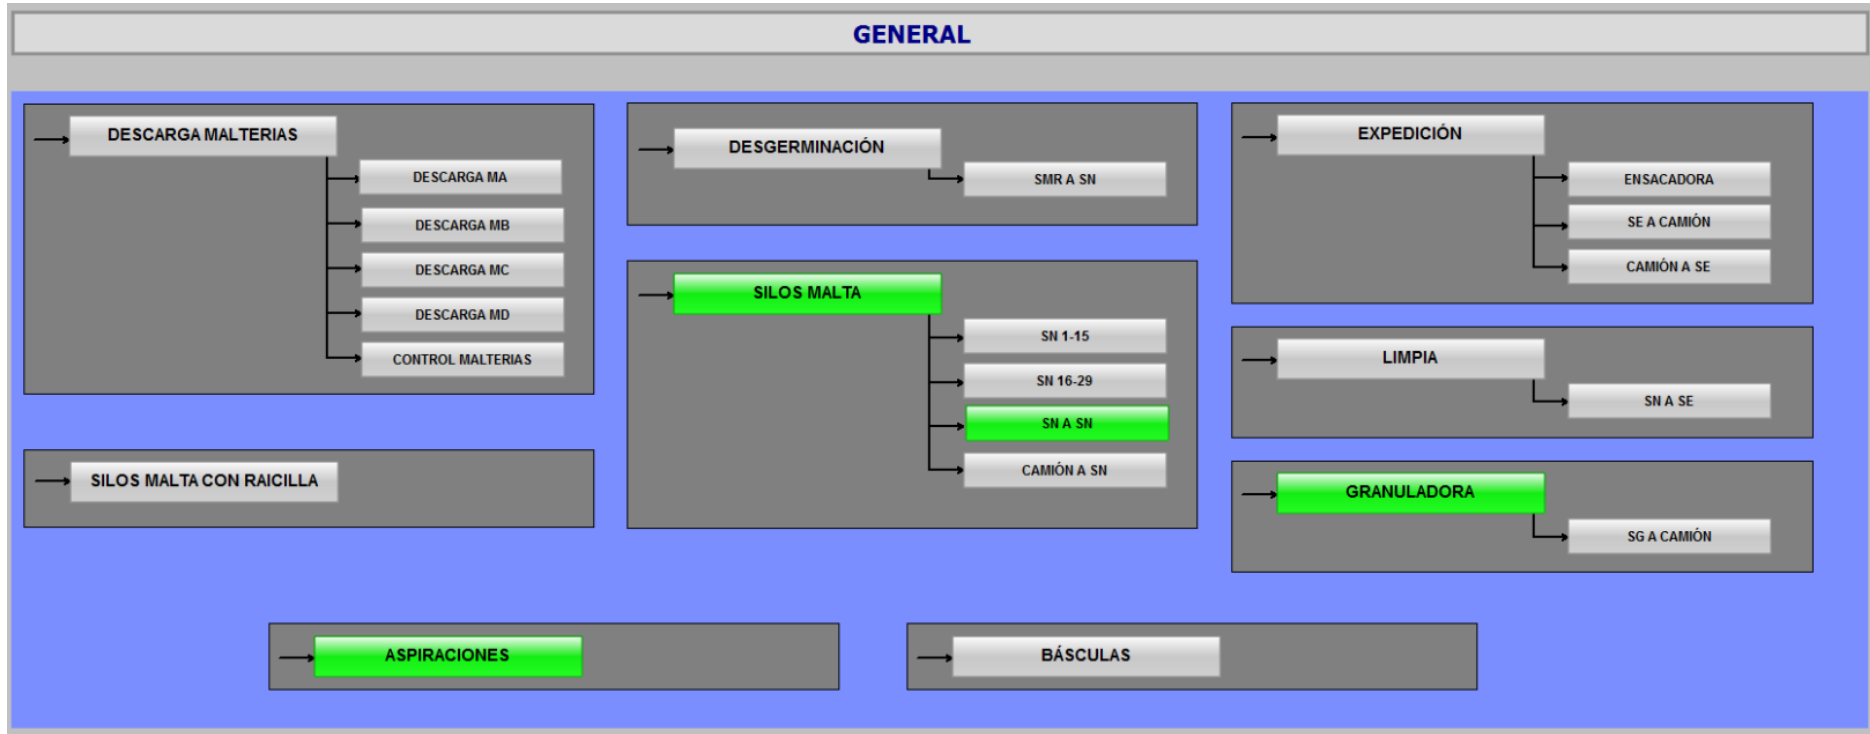 GENERAL
DESCARGA MALTERIAS
DESCARGA MA
DESCARGA MB
DESCARGA MC
DESCARGA MD
CONTROL MALTERIAS
SILOS MALTA CON RAICILLA
DESGERMINACIÓN
SMR A SN
SILOS MALTA
SN 1-15
SN 16-29
SN A SN
CAMIÓN A SN
EXPEDICIÓN
ENSACADORA
SE A CAMIÓN
CAMIÓN A SE
LIMPIA
SN A SE
GRANULADORA
SG A CAMIÓN
ASPIRACIONES
BÁSCULAS